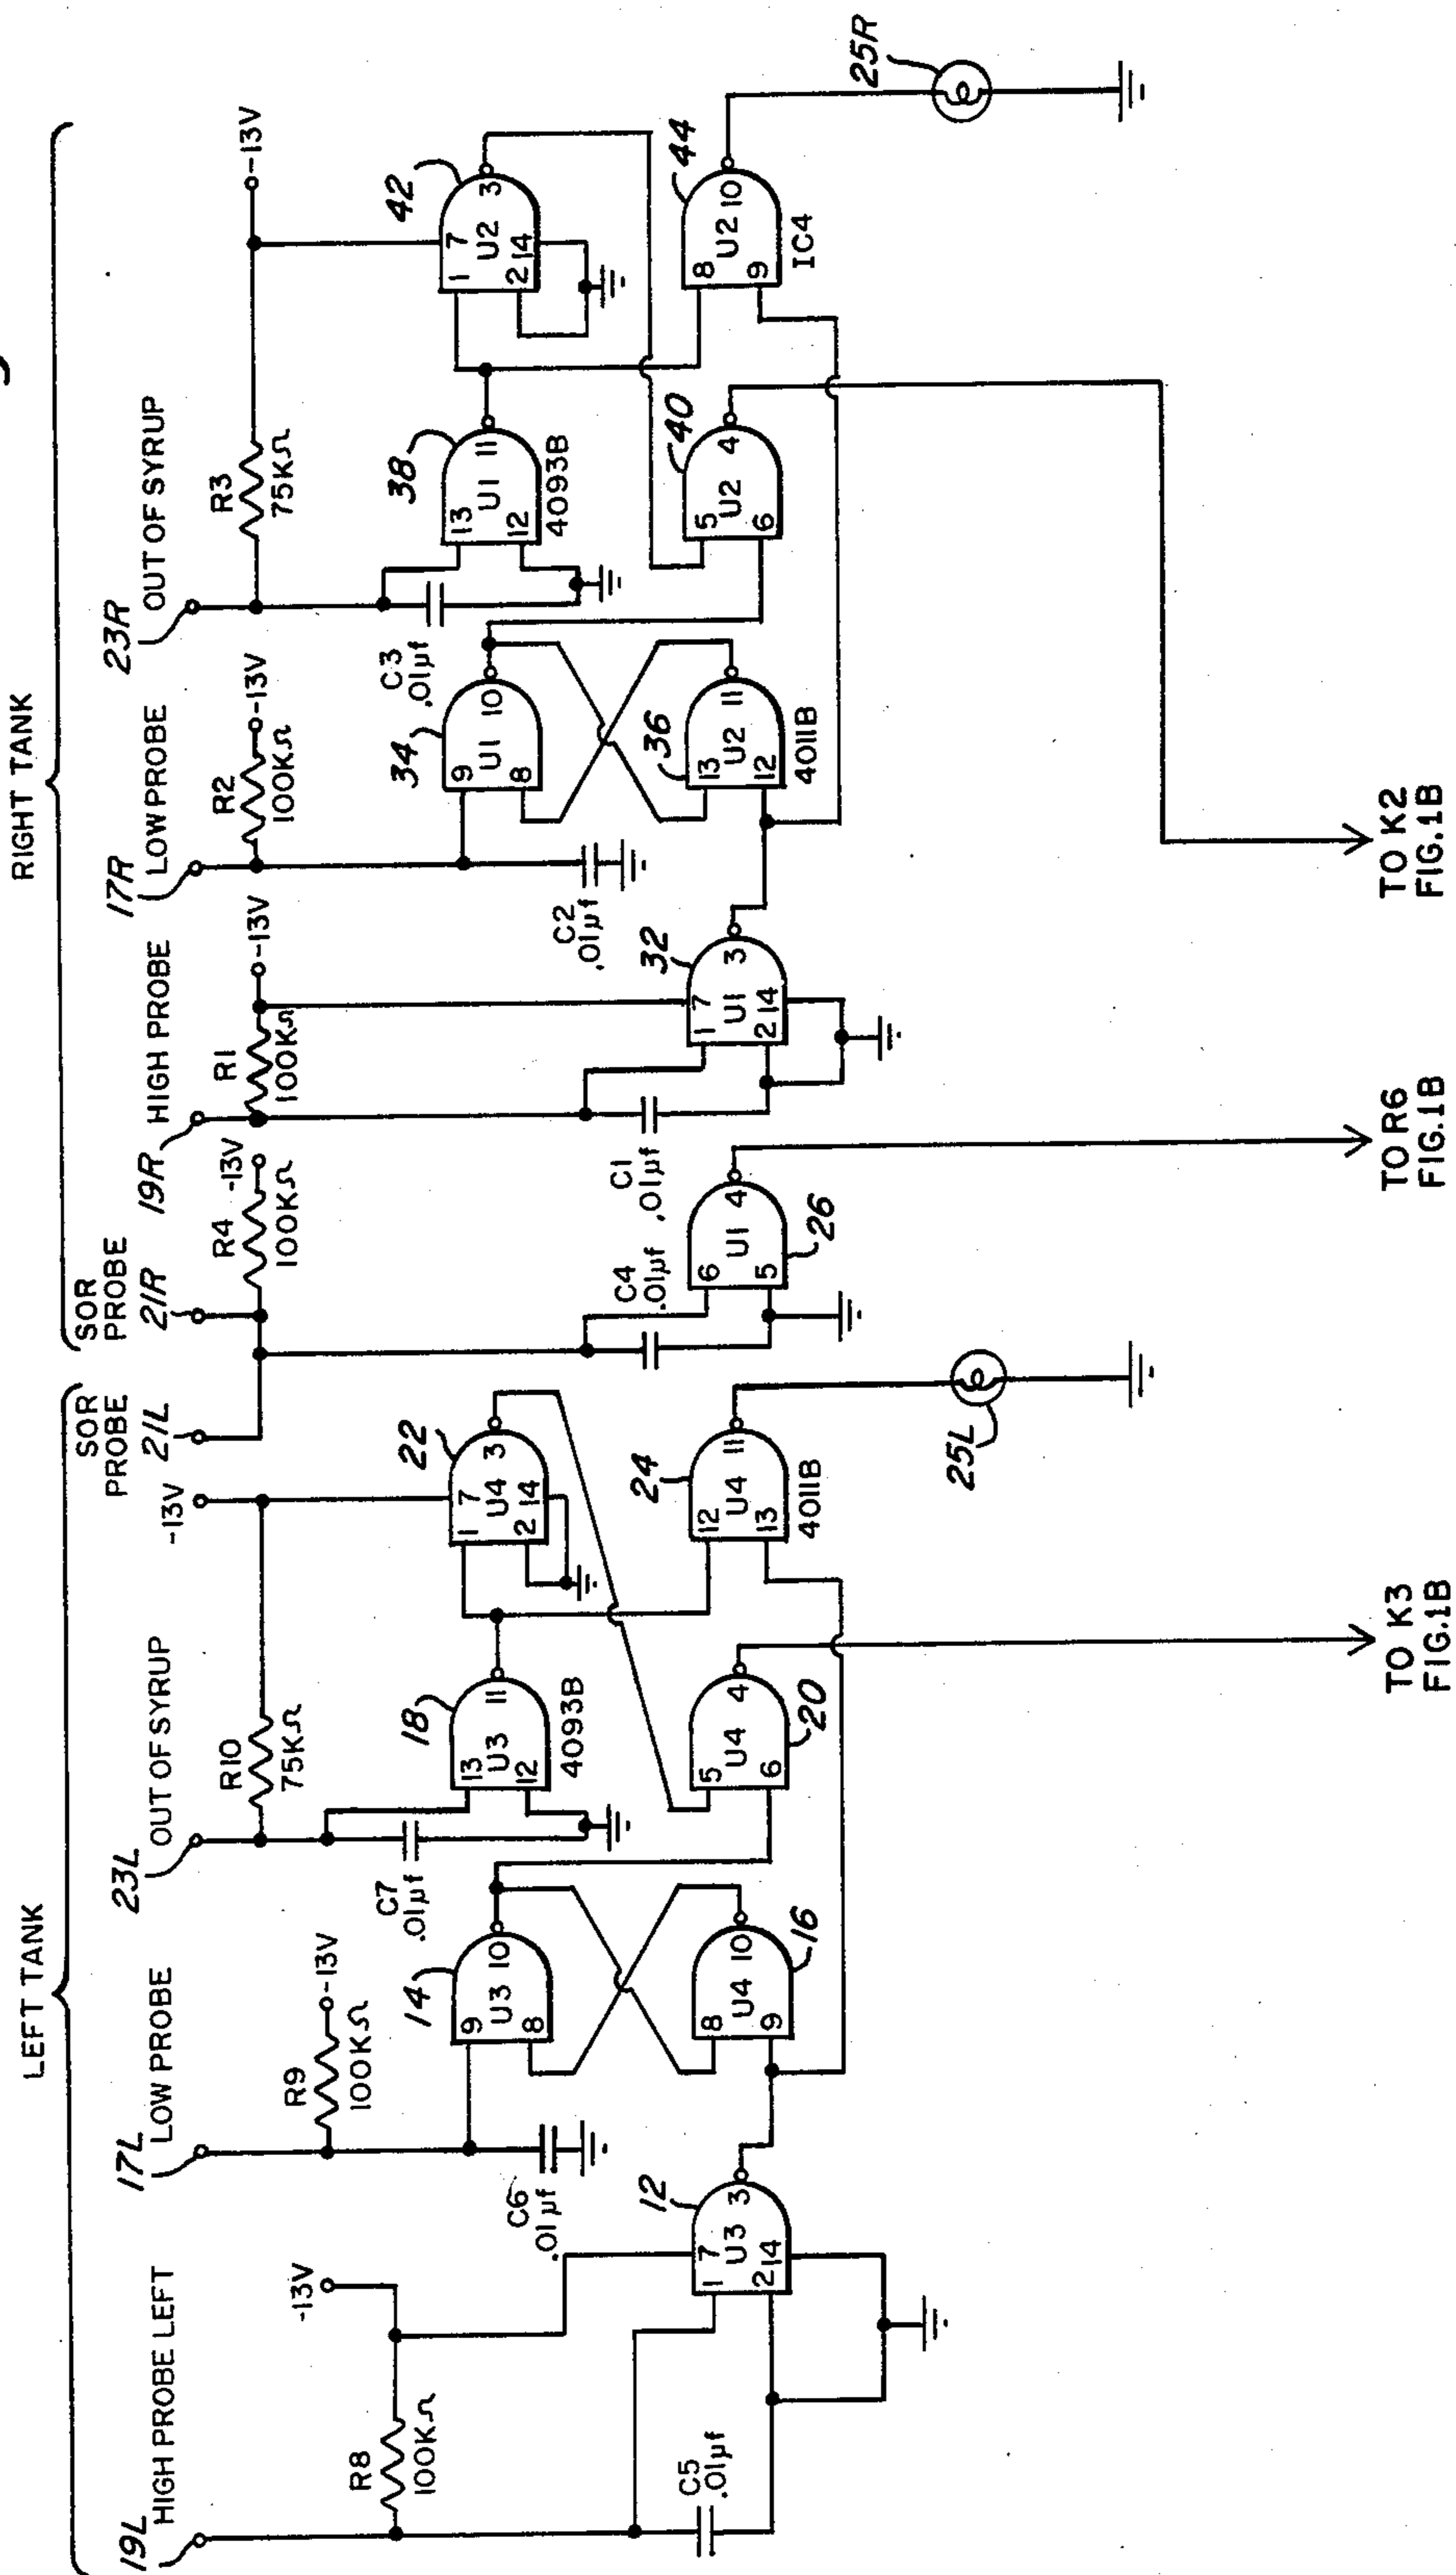 LEFT TANK
RIGHT TANK
19L
HIGH PROBE LEFT
-13V
R8
100KΩ
C5
.01µf
12
1
7
U3
2
14
3
17L
LOW PROBE
R9
100KΩ
-13V
C6
.01µf
14
9
U3
10
8
8
U4
10
9
16
23L
OUT OF SYRUP
R10
75KΩ
-13V
C7
.01µf
18
13
U3
11
12
4093B
5
U4
4
6
20
22
1
7
U4
2
14
3
24
12
U4
11
13
4011B
25L
TO K3
FIG.1B
SOR
PROBE
21L
SOR
PROBE
21R
R4
100KΩ
-13V
C4
.01µf
6
U1
4
5
26
TO R6
FIG.1B
19R
HIGH PROBE
R1
100KΩ
-13V
C1
.01µf
32
1
7
U1
2
14
3
17R
LOW PROBE
R2
100KΩ
-13V
C2
.01µf
34
9
U1
10
8
36
13
U2
11
12
4011B
23R
OUT OF SYRUP
R3
75KΩ
-13V
C3
.01µf
38
13
U1
11
12
4093B
40
5
U2
4
6
42
1
7
U2
2
14
3
44
8
U2
10
9
IC4
25R
TO K2
FIG.1B